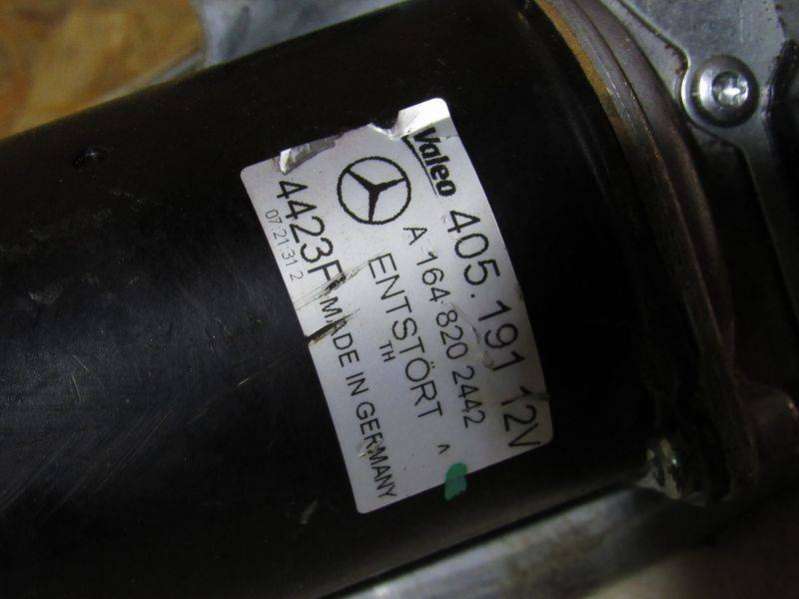 Valeo
405.191 12V
A 164 820 2442
ENTSTÖRT
TH
4423F MADE IN GERMANY
07 21 31 2